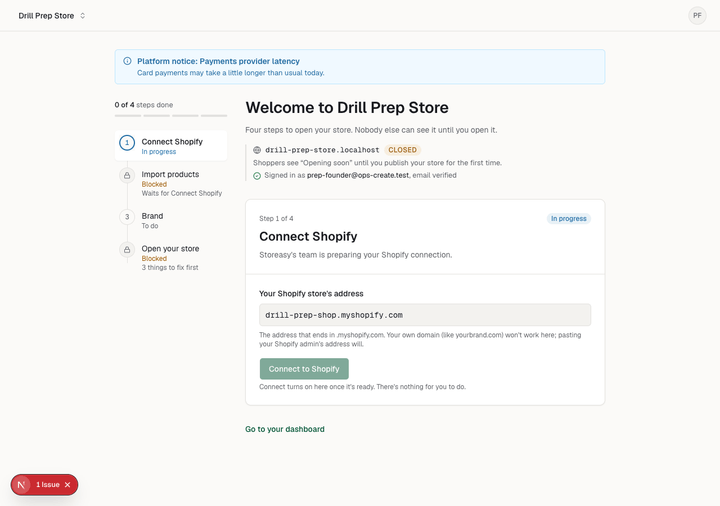 Drill Prep Store
PF
Platform notice: Payments provider latency
Card payments may take a little longer than usual today.
0 of 4 steps done
1
Connect Shopify
In progress
Import products
Blocked
Waits for Connect Shopify
3
Brand
To do
Open your store
Blocked
3 things to fix first
Welcome to Drill Prep Store
Four steps to open your store. Nobody else can see it until you open it.
drill-prep-store.localhost CLOSED
Shoppers see “Opening soon” until you publish your store for the first time.
Signed in as prep-founder@ops-create.test, email verified
Step 1 of 4
In progress
Connect Shopify
Storeasy's team is preparing your Shopify connection.
Your Shopify store's address
drill-prep-shop.myshopify.com
The address that ends in .myshopify.com. Your own domain (like yourbrand.com) won't work here; pasting
your Shopify admin's address will.
Connect to Shopify
Connect turns on here once it's ready. There's nothing for you to do.
Go to your dashboard
N
1 Issue